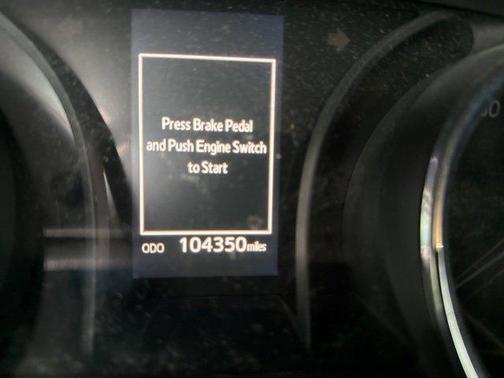 Press Brake Pedal
and Push Engine Switch
to Start
ODO 104350 miles